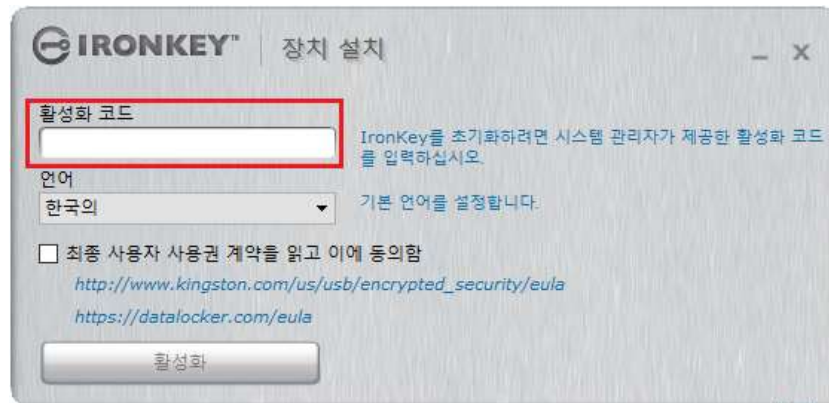 IRONKEY™ 장치 설치
활성화 코드
IronKey를 초기화하려면 시스템 관리자가 제공한 활성화 코드
를 입력하십시오.
언어
한국의
기본 언어를 설정합니다.
최종 사용자 사용권 계약을 읽고 이에 동의함
http://www.kingston.com/us/usb/encrypted_security/eula
https://datalocker.com/eula
활성화